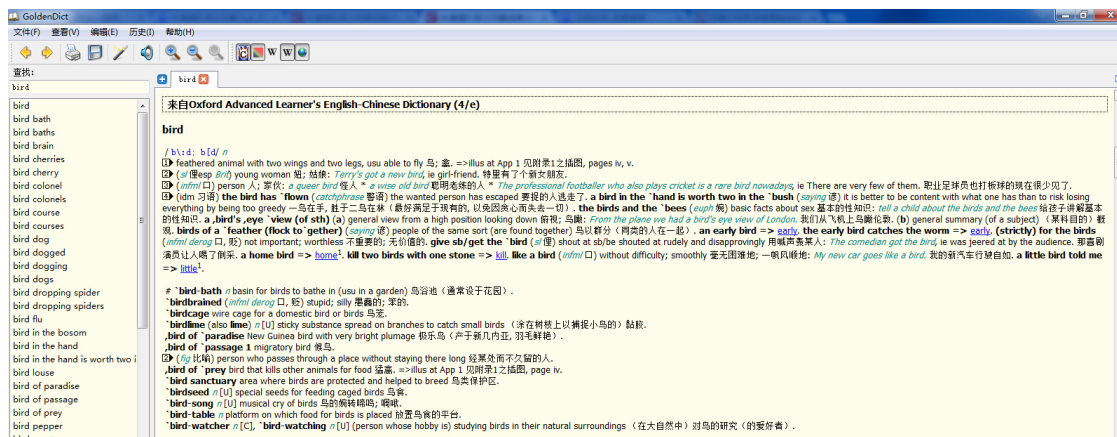 GoldenDict
文件(F) 查看(V) 编辑(E) 历史(I) 帮助(H)
查找:
bird
bird
bird
bird bath
bird baths
bird brain
bird cherries
bird cherry
bird colonel
bird colonels
bird course
bird courses
bird dog
bird dogged
bird dogging
bird dogs
bird dropping spider
bird dropping spiders
bird flu
bird in the bosom
bird in the hand
bird in the hand is worth two i
bird louse
bird of paradise
bird of passage
bird of prey
bird pepper
来自Oxford Advanced Learner's English-Chinese Dictionary (4/e)
bird
/ b\:d; b[d/ n
1 feathered animal with two wings and two legs, usu able to fly 鸟; 禽. =>illus at App 1 见附录1之插图, pages iv, v.
2 (sl 俚esp Brit) young woman 妞; 姑娘: Terry's got a new bird, ie girl-friend. 特里有了个新女朋友.
3 (infml 口) person 人; 家伙: a queer bird 怪人 * a wise old bird 聪明老练的人 * The professional footballer who also plays cricket is a rare bird nowadays, ie There are very few of them. 职业足球员也打板球的现在很少见了.
4 (idm 习语) the bird has `flown (catchphrase 警语) the wanted person has escaped 要捉的人逃走了. a bird in the `hand is worth two in the `bush (saying 谚) it is better to be content with what one has than to risk losing
everything by being too greedy 一鸟在手, 胜于二鸟在林（最好满足于现有的, 以免因贪心而失去一切）. the birds and the `bees (euph 婉) basic facts about sex 基本的性知识: tell a child about the birds and the bees 给孩子讲解基本
的性知识. a ,bird's ,eye `view (of sth) (a) general view from a high position looking down 俯视; 鸟瞰: From the plane we had a bird's eye view of London. 我们从飞机上鸟瞰伦敦. (b) general summary (of a subject) （某科目的）概
观. birds of a `feather (flock to`gether) (saying 谚) people of the same sort (are found together) 鸟以群分（同类的人在一起）. an early bird => early. the early bird catches the worm => early. (strictly) for the birds
(infml derog 口, 贬) not important; worthless 不重要的; 无价值的. give sb/get the `bird (sl 俚) shout at sb/be shouted at rudely and disapprovingly 用喊声轰某人: The comedian got the bird, ie was jeered at by the audience. 那喜剧
演员让人喝了倒采. a home bird => home1. kill two birds with one stone => kill. like a bird (infml 口) without difficulty; smoothly 毫无困难地; 一帆风顺地: My new car goes like a bird. 我的新汽车行驶自如. a little bird told me
=> little1.
# `bird-bath n basin for birds to bathe in (usu in a garden) 鸟浴池（通常设于花园）.
`birdbrained (infml derog 口, 贬) stupid; silly 愚蠢的; 笨的.
`birdcage wire cage for a domestic bird or birds 鸟笼.
`birdlime (also lime) n [U] sticky substance spread on branches to catch small birds （涂在树枝上以捕捉小鸟的）黏胶.
,bird of `paradise New Guinea bird with very bright plumage 极乐鸟（产于新几内亚, 羽毛鲜艳）.
,bird of `passage 1 migratory bird 候鸟.
2 (fig 比喻) person who passes through a place without staying there long 经某处而不久留的人.
,bird of `prey bird that kills other animals for food 猛禽. =>illus at App 1 见附录1之插图, page iv.
`bird sanctuary area where birds are protected and helped to breed 鸟类保护区.
`birdseed n [U] special seeds for feeding caged birds 鸟食.
`bird-song n [U] musical cry of birds 鸟的婉转啼鸣; 啁啾.
`bird-table n platform on which food for birds is placed 放置鸟食的平台.
`bird-watcher n [C], `bird-watching n [U] (person whose hobby is) studying birds in their natural surroundings （在大自然中）对鸟的研究（的爱好者）.